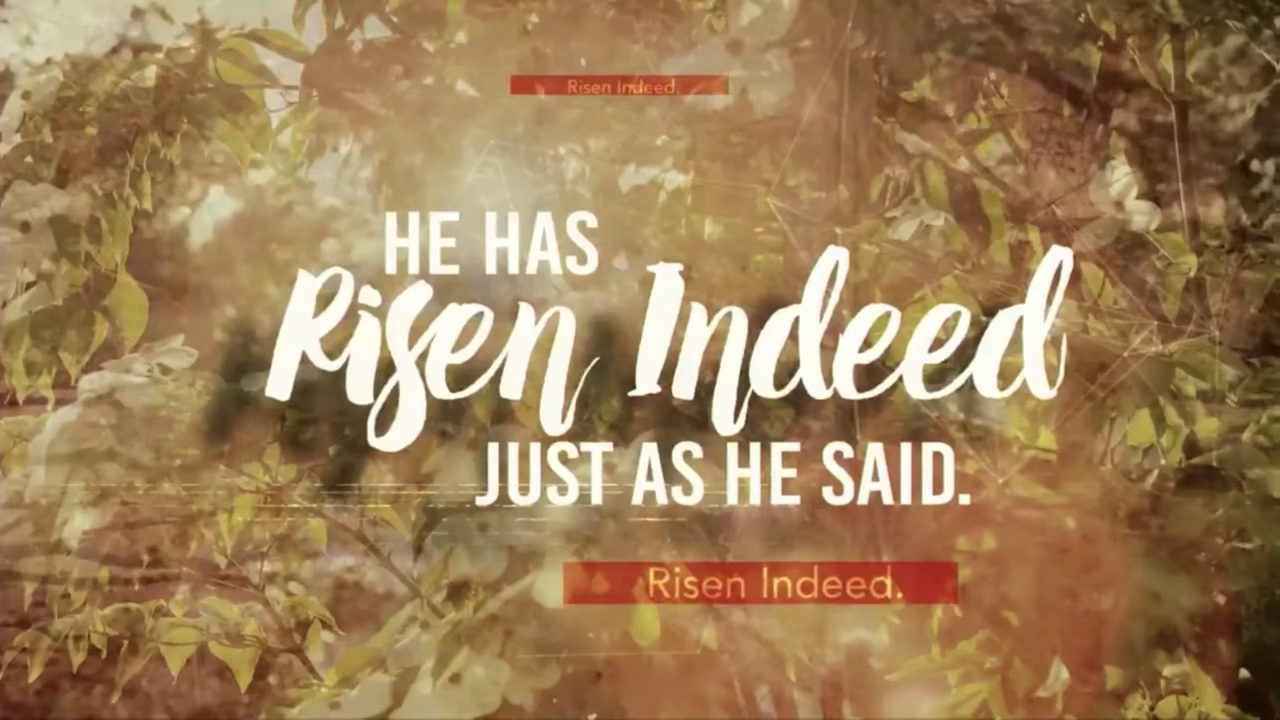 Risen Indeed.
HE HAS
Risen Indeed
JUST AS HE SAID.
Risen Indeed.